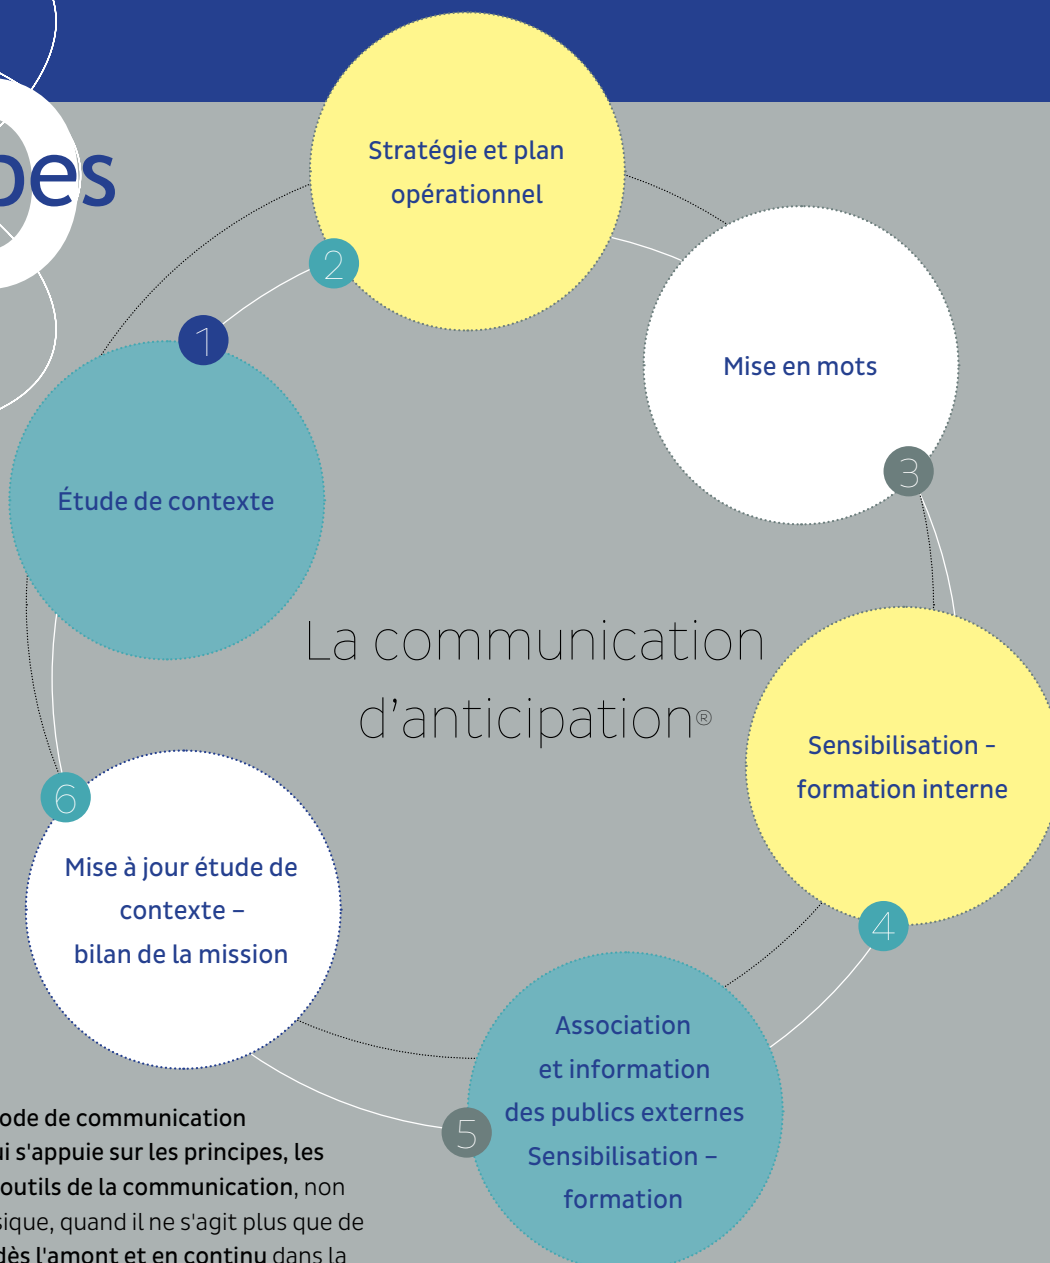 pes
Stratégie et plan
opérationnel
2
1
Mise en mots
3
Étude de contexte
La communication
d'anticipation®
Sensibilisation –
formation interne
6
4
Mise à jour étude de
contexte –
bilan de la mission
Association
et information
des publics externes
Sensibilisation –
formation
5
ode de communication
ui s'appuie sur les principes, les
outils de la communication, non
sique, quand il ne s'agit plus que de
dès l'amont et en continu dans la